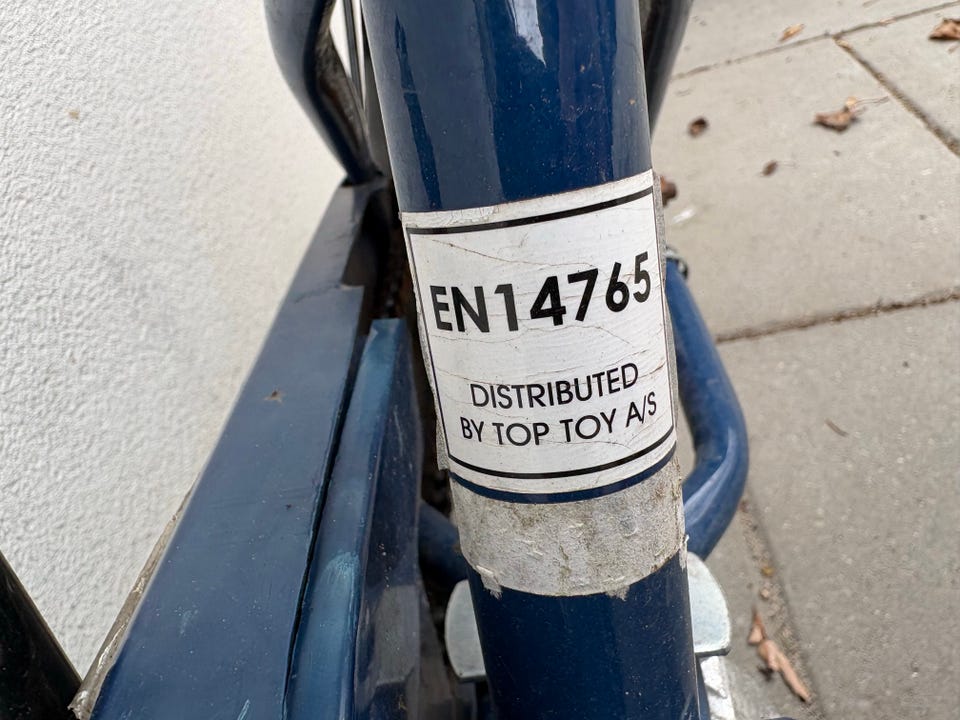 EN14765
DISTRIBUTED
BY TOP TOY A/S